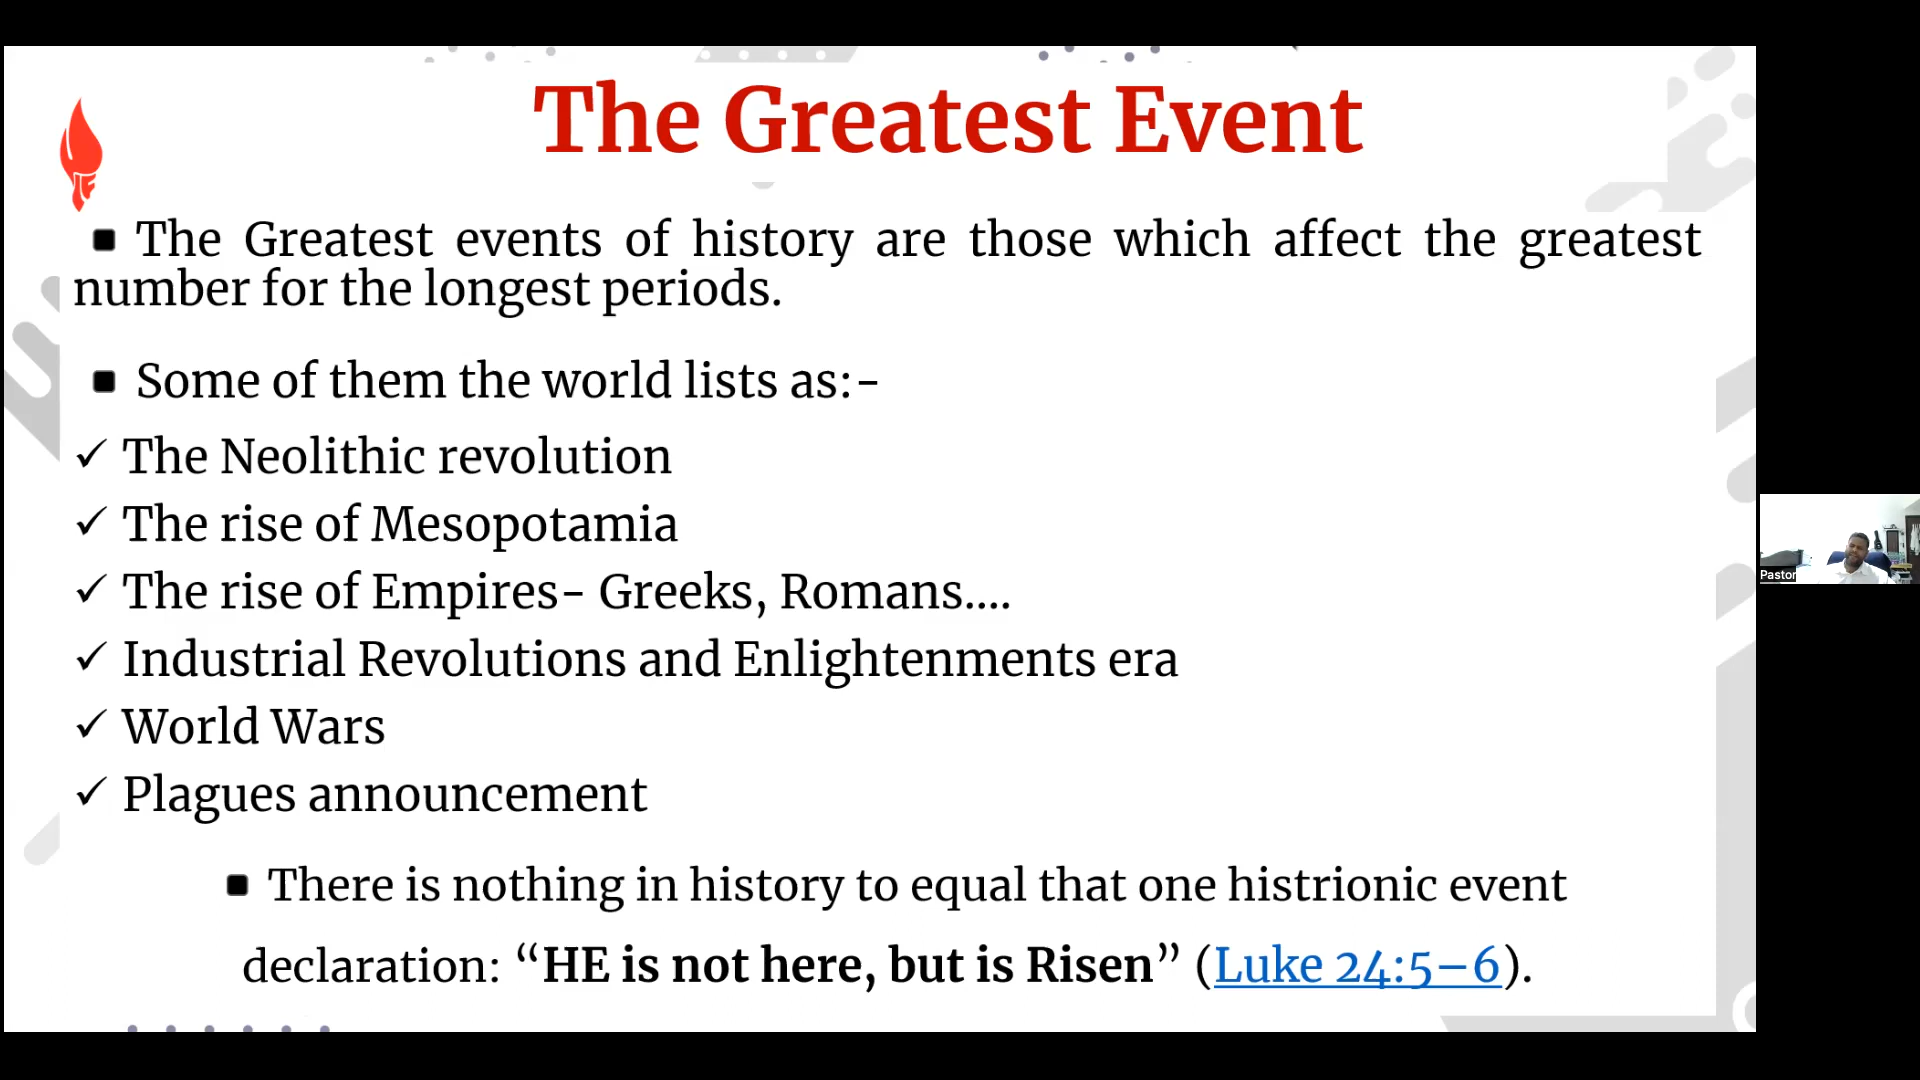 The Greatest Event
▪ The Greatest events of history are those which affect the greatest
number for the longest periods.
▪ Some of them the world lists as:-
✓ The Neolithic revolution
✓ The rise of Mesopotamia
✓ The rise of Empires- Greeks, Romans....
✓ Industrial Revolutions and Enlightenments era
✓ World Wars
✓ Plagues announcement
▪ There is nothing in history to equal that one histrionic event
declaration: “HE is not here, but is Risen” (Luke 24:5–6).
Pastor